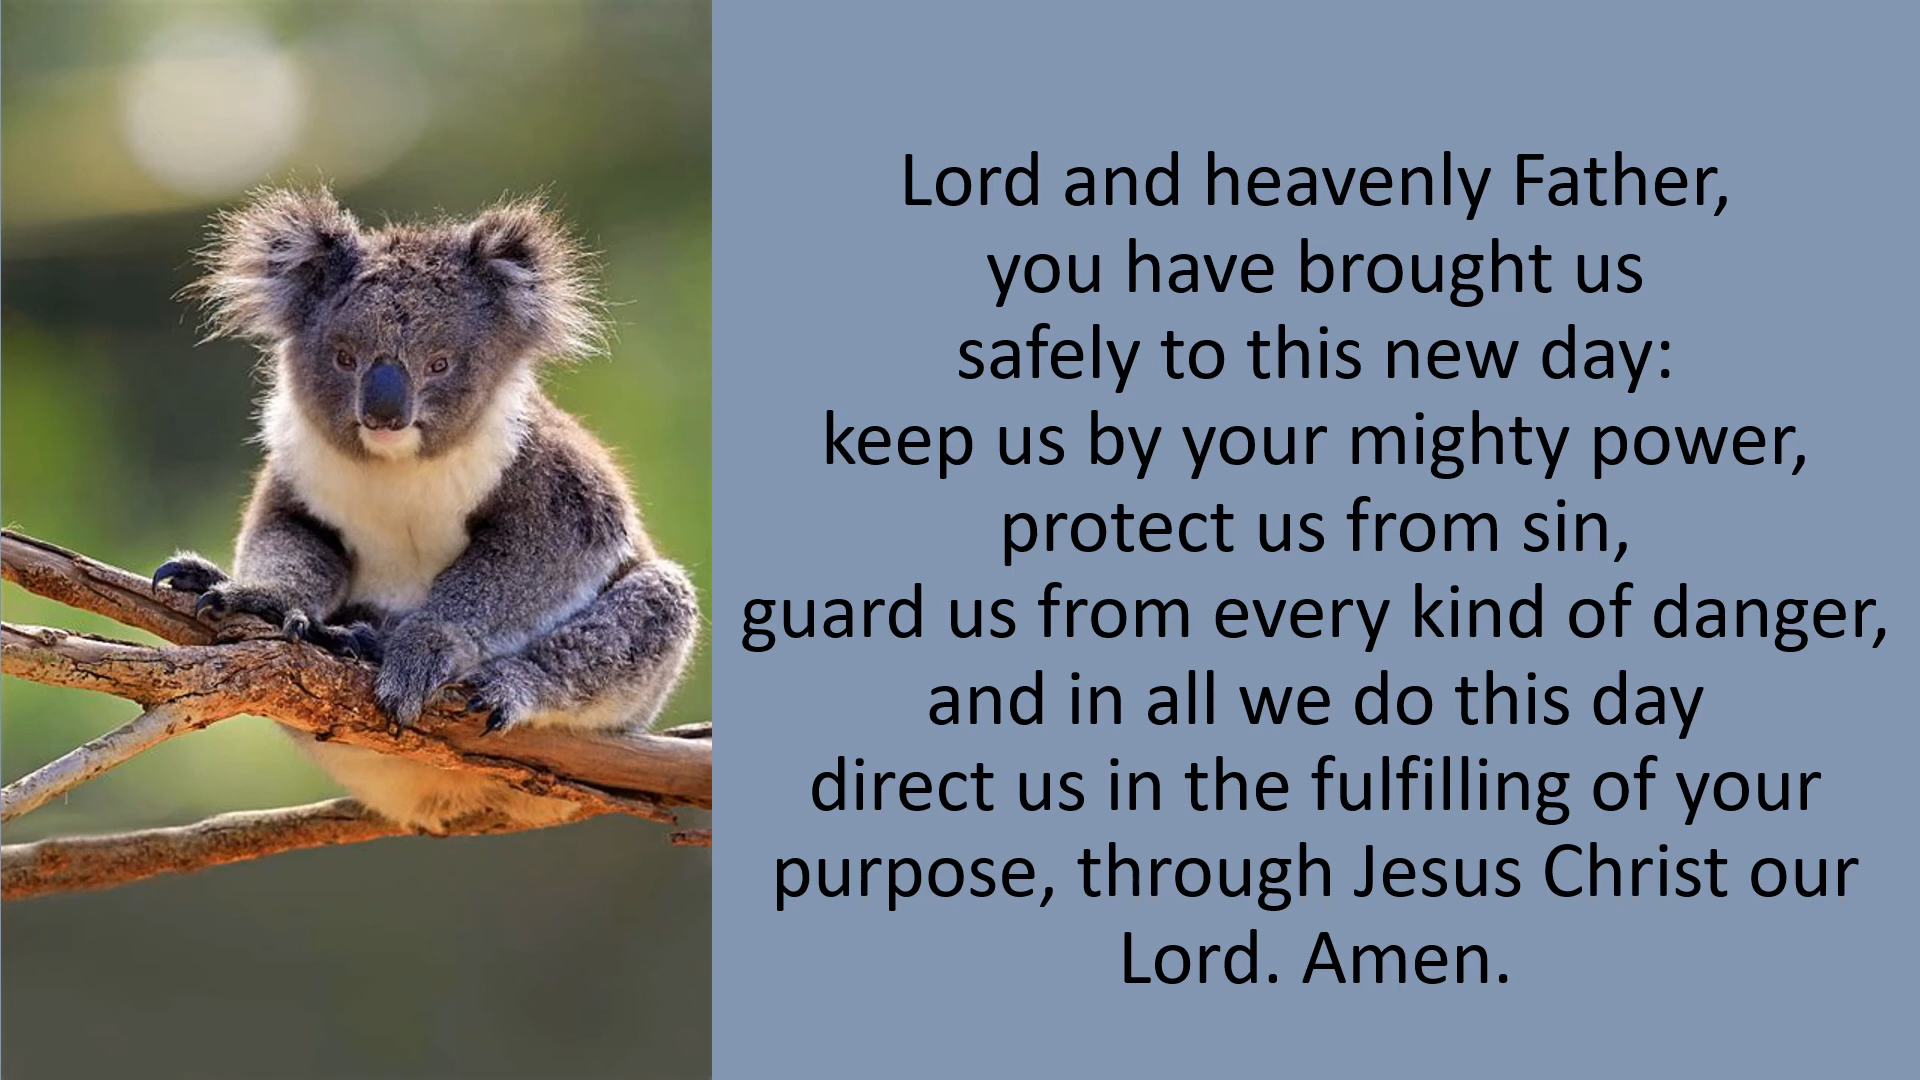 Lord and heavenly Father,
you have brought us
safely to this new day:
keep us by your mighty power,
protect us from sin,
guard us from every kind of danger,
and in all we do this day
direct us in the fulfilling of your
purpose, through Jesus Christ our
Lord. Amen.